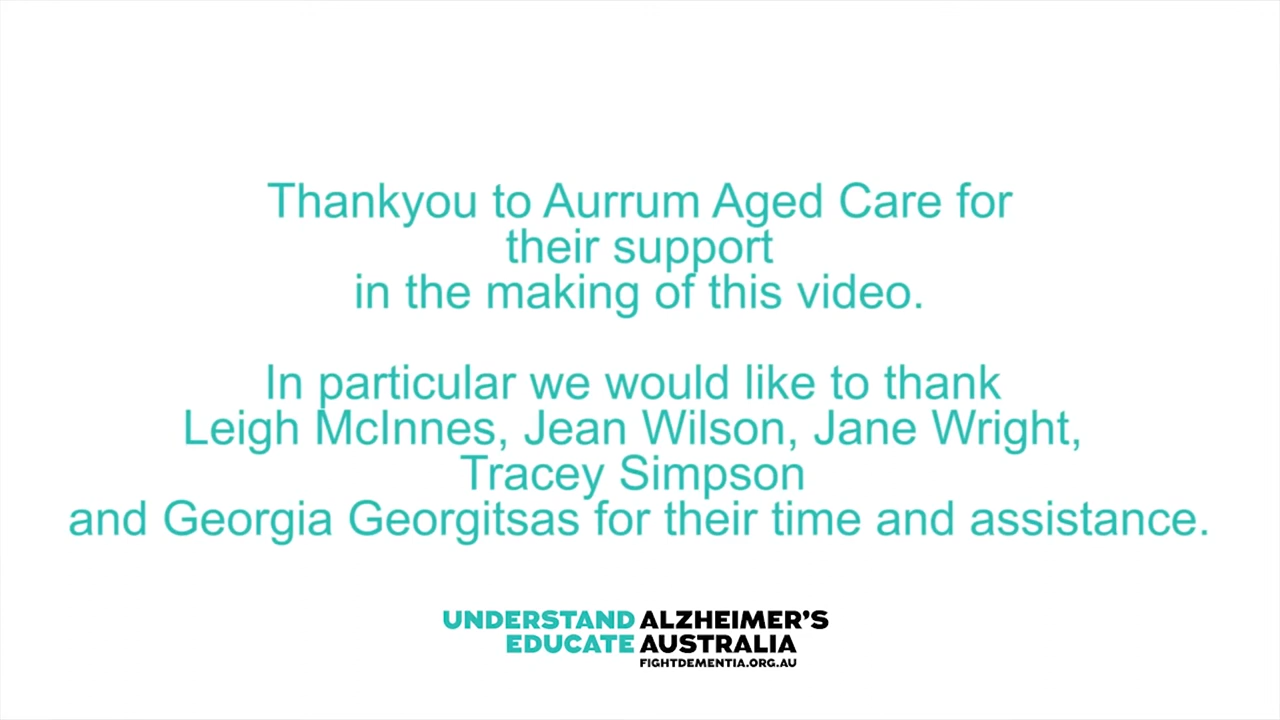 Thankyou to Aurrum Aged Care for
their support
in the making of this video.
In particular we would like to thank
Leigh McInnes, Jean Wilson, Jane Wright,
Tracey Simpson
and Georgia Georgitsas for their time and assistance.
UNDERSTAND ALZHEIMER'S
EDUCATE AUSTRALIA
FIGHTDEMENTIA.ORG.AU